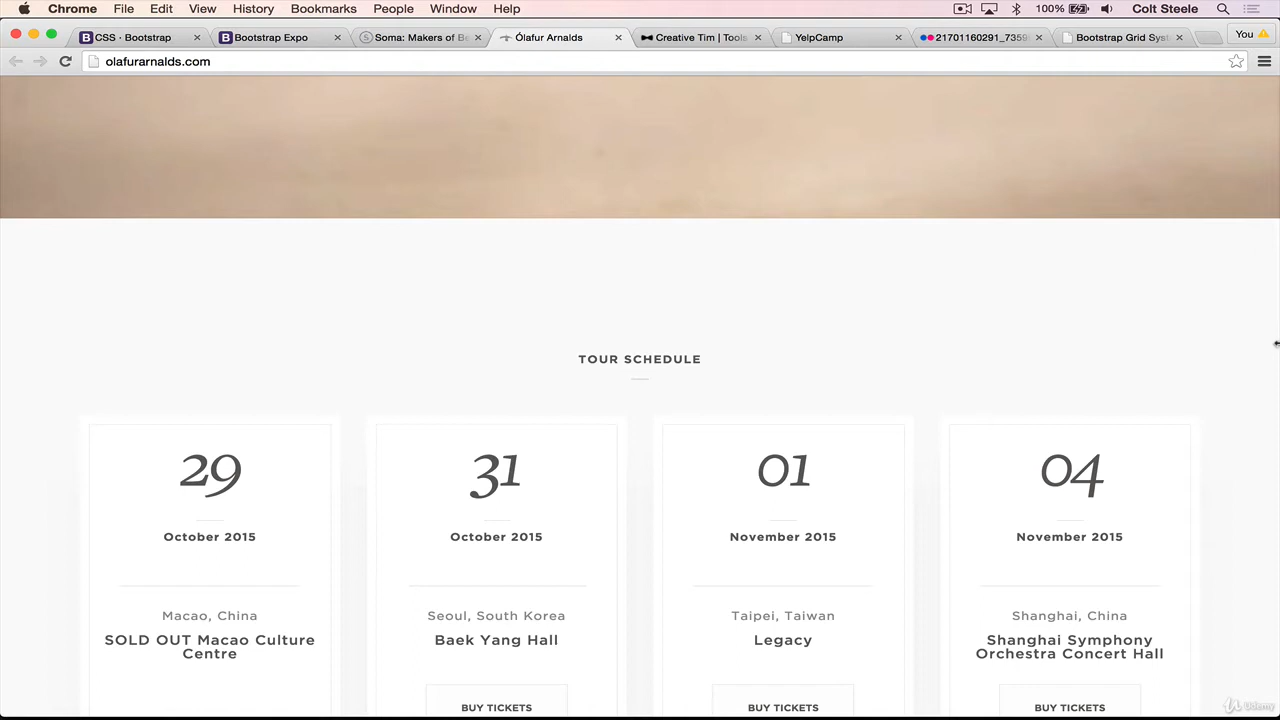 Chrome File Edit View History Bookmarks People Window Help 100% Colt Steele
CSS · Bootstrap Bootstrap Expo Soma: Makers of Be Ólafur Arnalds Creative Tim | Tools YelpCamp 21701160291_7359 Bootstrap Grid Syst You
olafurarnalds.com
TOUR SCHEDULE
29 31 01 04
October 2015 October 2015 November 2015 November 2015
Macao, China Seoul, South Korea Taipei, Taiwan Shanghai, China
SOLD OUT Macao Culture Baek Yang Hall Legacy Shanghai Symphony
Centre Orchestra Concert Hall
BUY TICKETS BUY TICKETS BUY TICKETS
Udemy